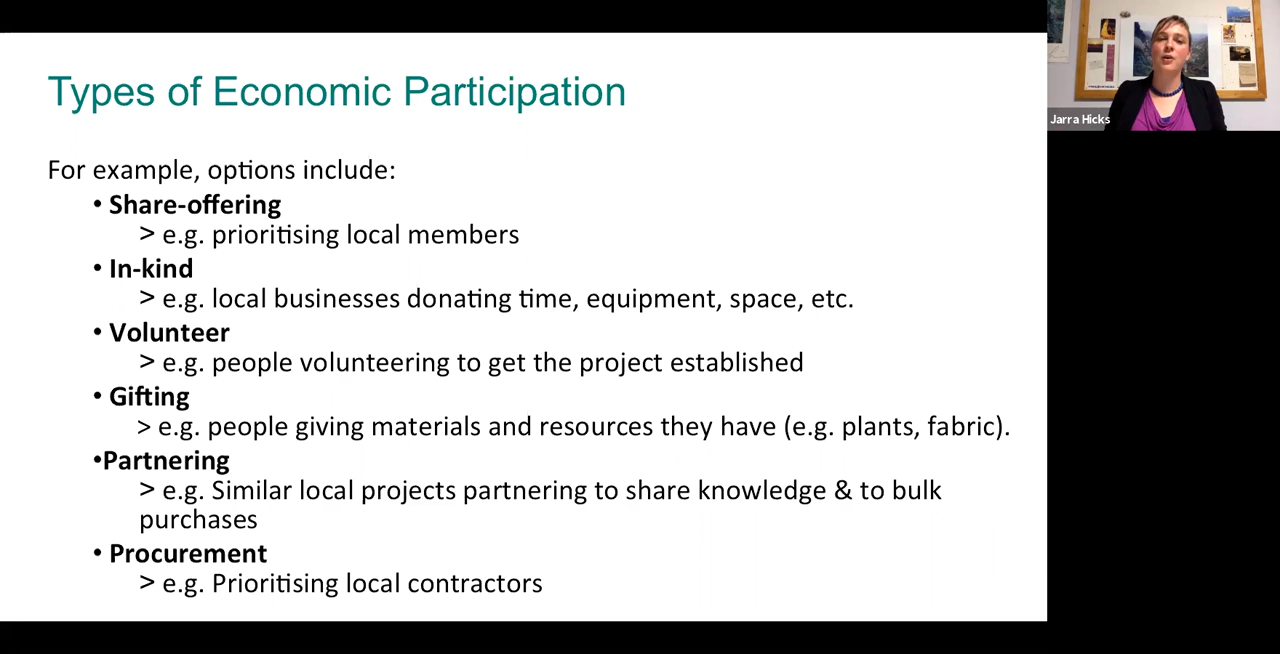 Types of Economic Participation
Jarra Hicks
For example, options include:
• Share-offering
> e.g. prioritising local members
• In-kind
> e.g. local businesses donating time, equipment, space, etc.
• Volunteer
> e.g. people volunteering to get the project established
• Gifting
> e.g. people giving materials and resources they have (e.g. plants, fabric).
•Partnering
> e.g. Similar local projects partnering to share knowledge & to bulk
purchases
• Procurement
> e.g. Prioritising local contractors